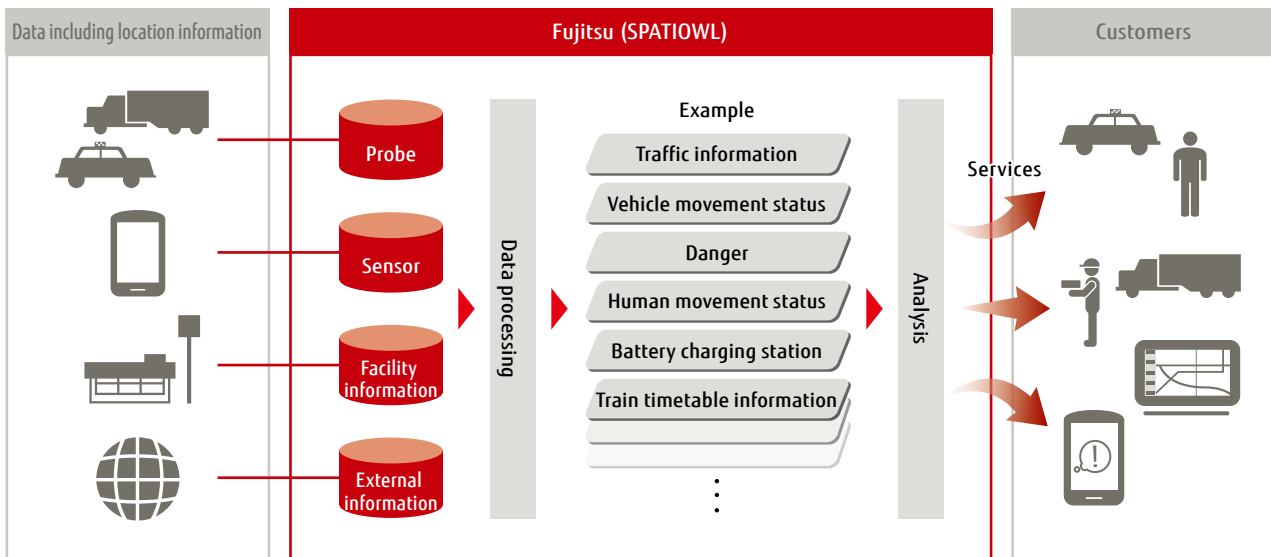 Data including location information
Fujitsu (SPATIOWL)
Customers
Probe
Sensor
Facility
information
External
information
Data processing
Example
Traffic information
Vehicle movement status
Danger
Human movement status
Battery charging station
Train timetable information
Analysis
Services
!